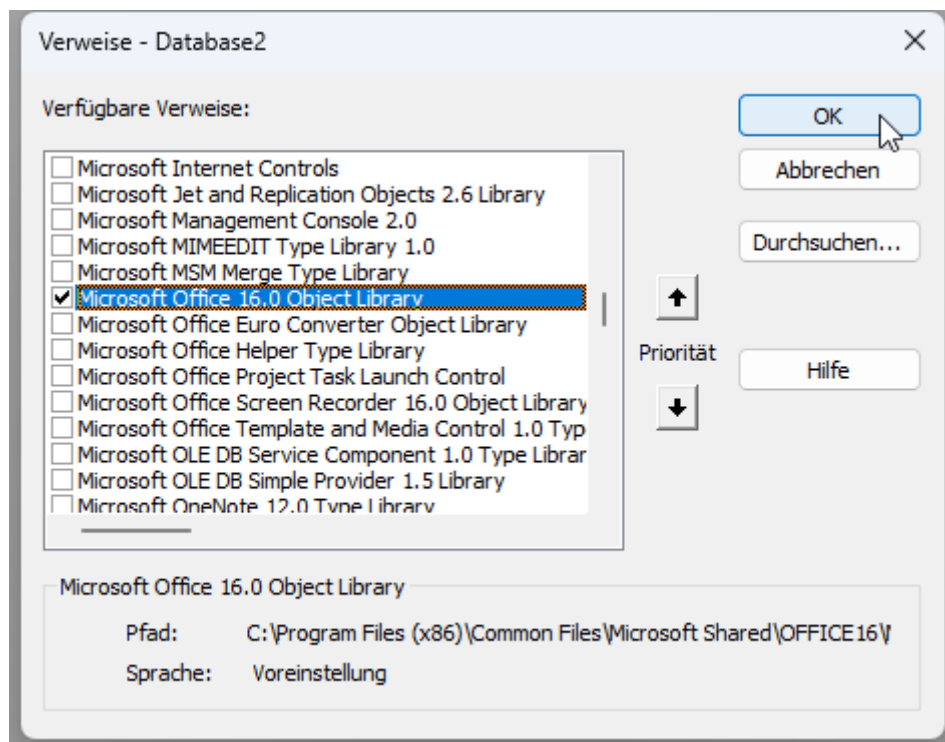 Verweise - Database2
Verfügbare Verweise:
OK
Abbrechen
Durchsuchen...
Microsoft Internet Controls
Microsoft Jet and Replication Objects 2.6 Library
Microsoft Management Console 2.0
Microsoft MIMEEDIT Type Library 1.0
Microsoft MSM Merge Type Library
Microsoft Office 16.0 Object Library
Microsoft Office Euro Converter Object Library
Microsoft Office Helper Type Library
Microsoft Office Project Task Launch Control
Microsoft Office Screen Recorder 16.0 Object Library
Microsoft Office Template and Media Control 1.0 Typ
Microsoft OLE DB Service Component 1.0 Type Librar
Microsoft OLE DB Simple Provider 1.5 Library
Microsoft OneNote 12.0 Type Library
Priorität
Hilfe
Microsoft Office 16.0 Object Library
Pfad: C:\Program Files (x86)\Common Files\Microsoft Shared\OFFICE16\
Sprache: Voreinstellung